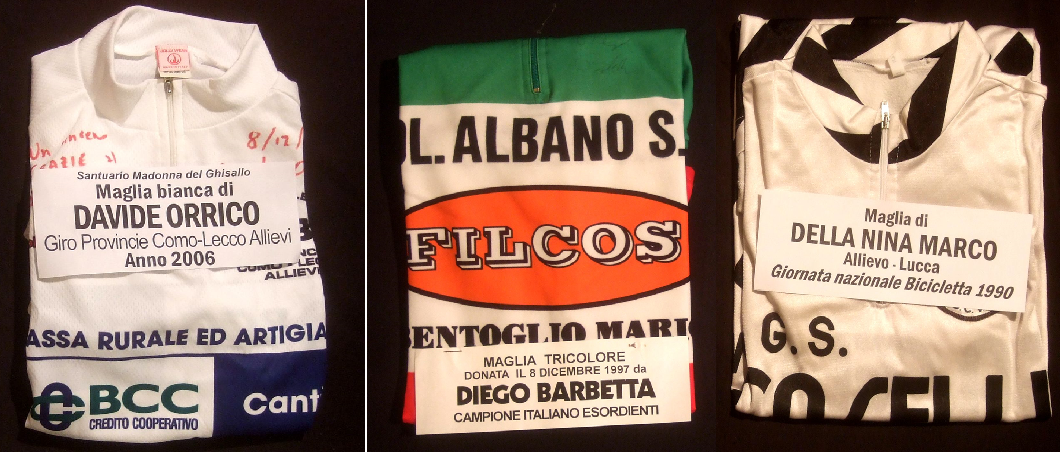 8/12/
Santuario Madonna del Ghisallo
Maglia bianca di
DAVIDE ORRICO
Giro Provincie Como-Lecco Allievi
Anno 2006
ALLIEVI
ASSA RURALE ED ARTIGIA
BCC
CREDITO COOPERATIVO
Cant
OL. ALBANO S.
FILCOS
BENTOGLIO MARI
MAGLIA TRICOLORE
DONATA IL 8 DICEMBRE 1997 da
DIEGO BARBETTA
CAMPIONE ITALIANO ESORDIENTI
Maglia di
DELLA NINA MARCO
Allievo - Lucca
Giornata nazionale Bicicletta 1990
G.S.